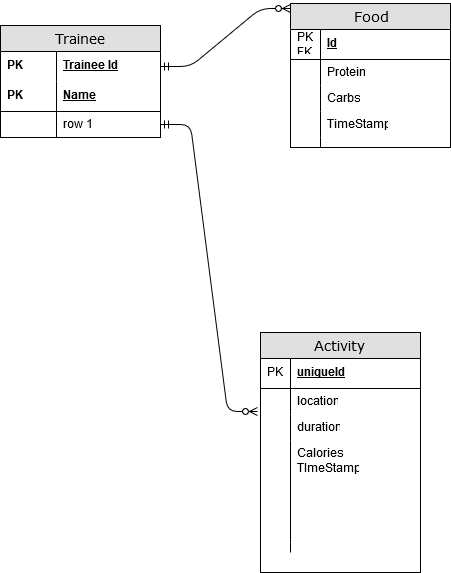 Food
PK
FK
Id
Protein
Carbs
TimeStamp
Trainee
PK
Trainee Id
PK
Name
row 1
Activity
PK
uniqueId
location
duration
Calories
TImeStamp